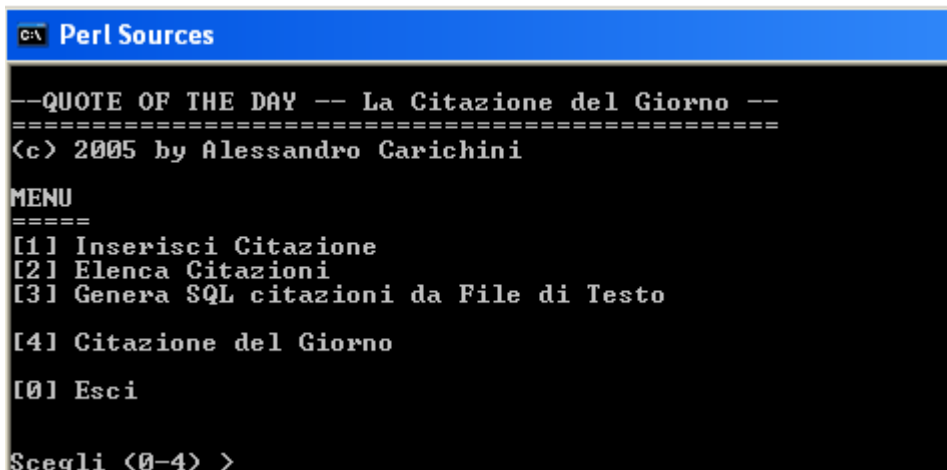 Perl Sources
--QUOTE OF THE DAY -- La Citazione del Giorno --
================================================
(c) 2005 by Alessandro Carichini
MENU
=====
[1] Inserisci Citazione
[2] Elenca Citazioni
[3] Genera SQL citazioni da File di Testo
[4] Citazione del Giorno
[0] Esci
Scegli (0-4) >